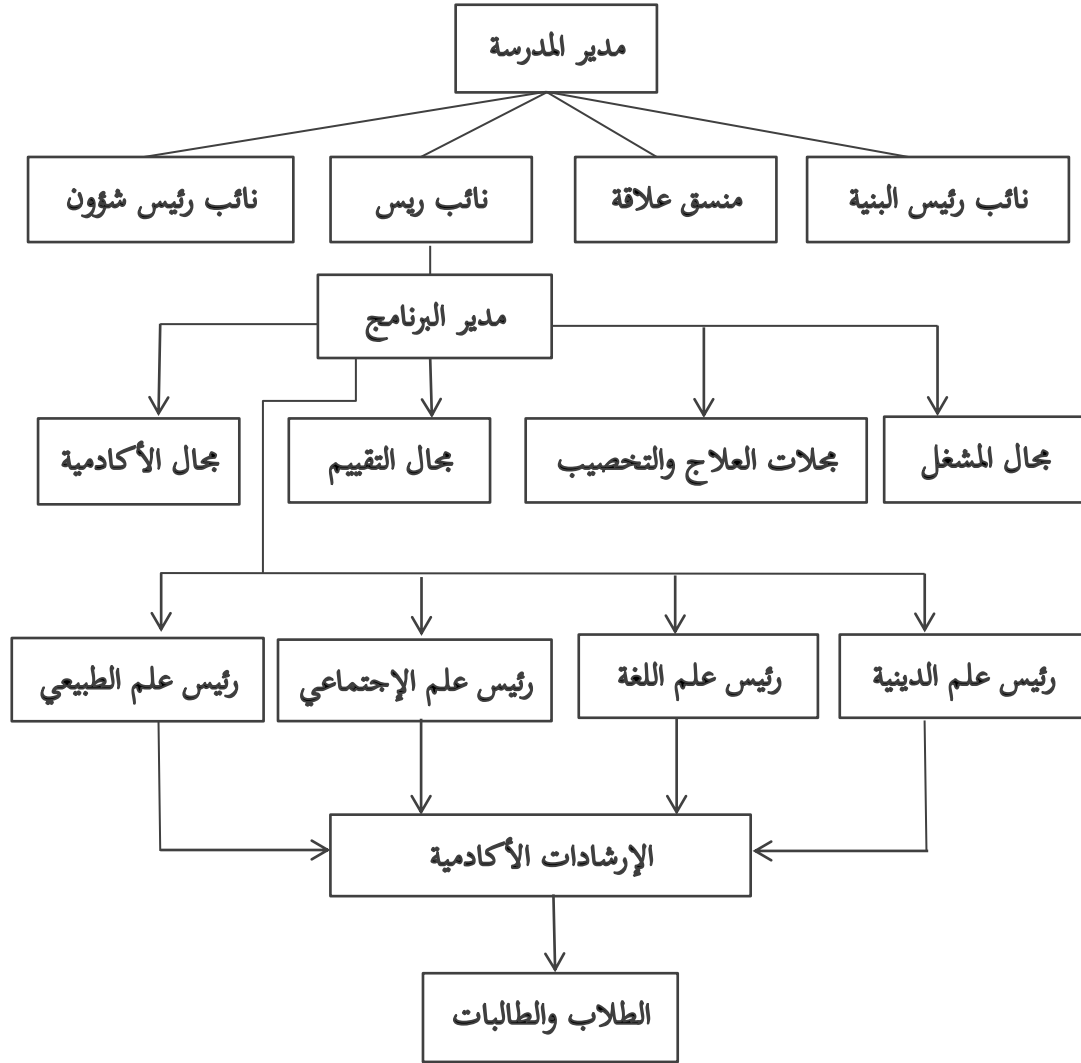 مدير المدرسة
نائب رئيس البنية
منسق علاقة
نائب ريس
نائب رئيس شؤون
مدير البرنامج
مجال المشغل
مجلات العلاج والتخصيب
مجال التقييم
مجال الأكادمية
رئيس علم الدينية
رئيس علم اللغة
رئيس علم الإجتماعي
رئيس علم الطبيعي
الإرشادات الأكادمية
الطلاب والطالبات